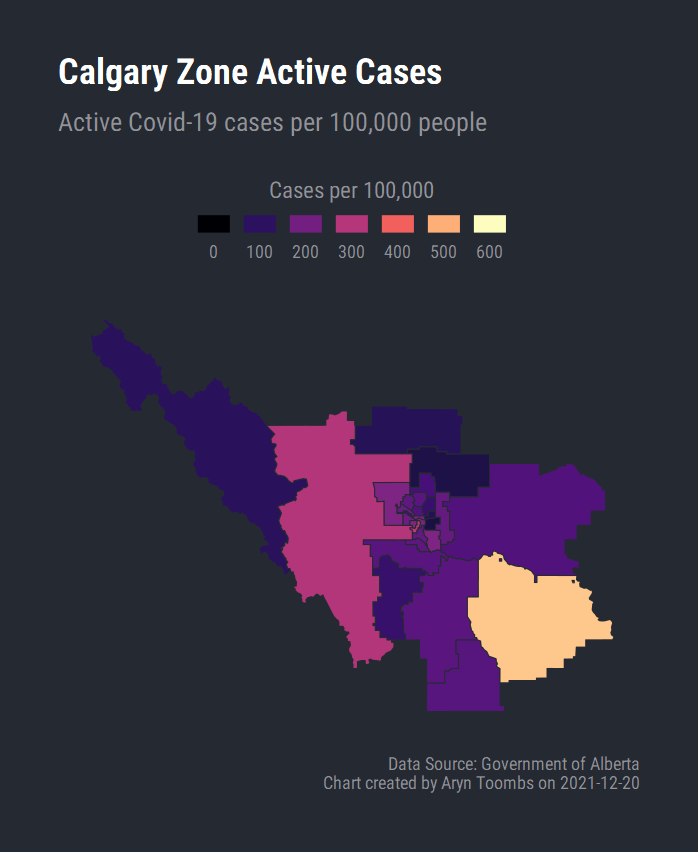 Calgary Zone Active Cases
Active Covid-19 cases per 100,000 people
Cases per 100,000
0 100 200 300 400 500 600
Data Source: Government of Alberta
Chart created by Aryn Toombs on 2021-12-20